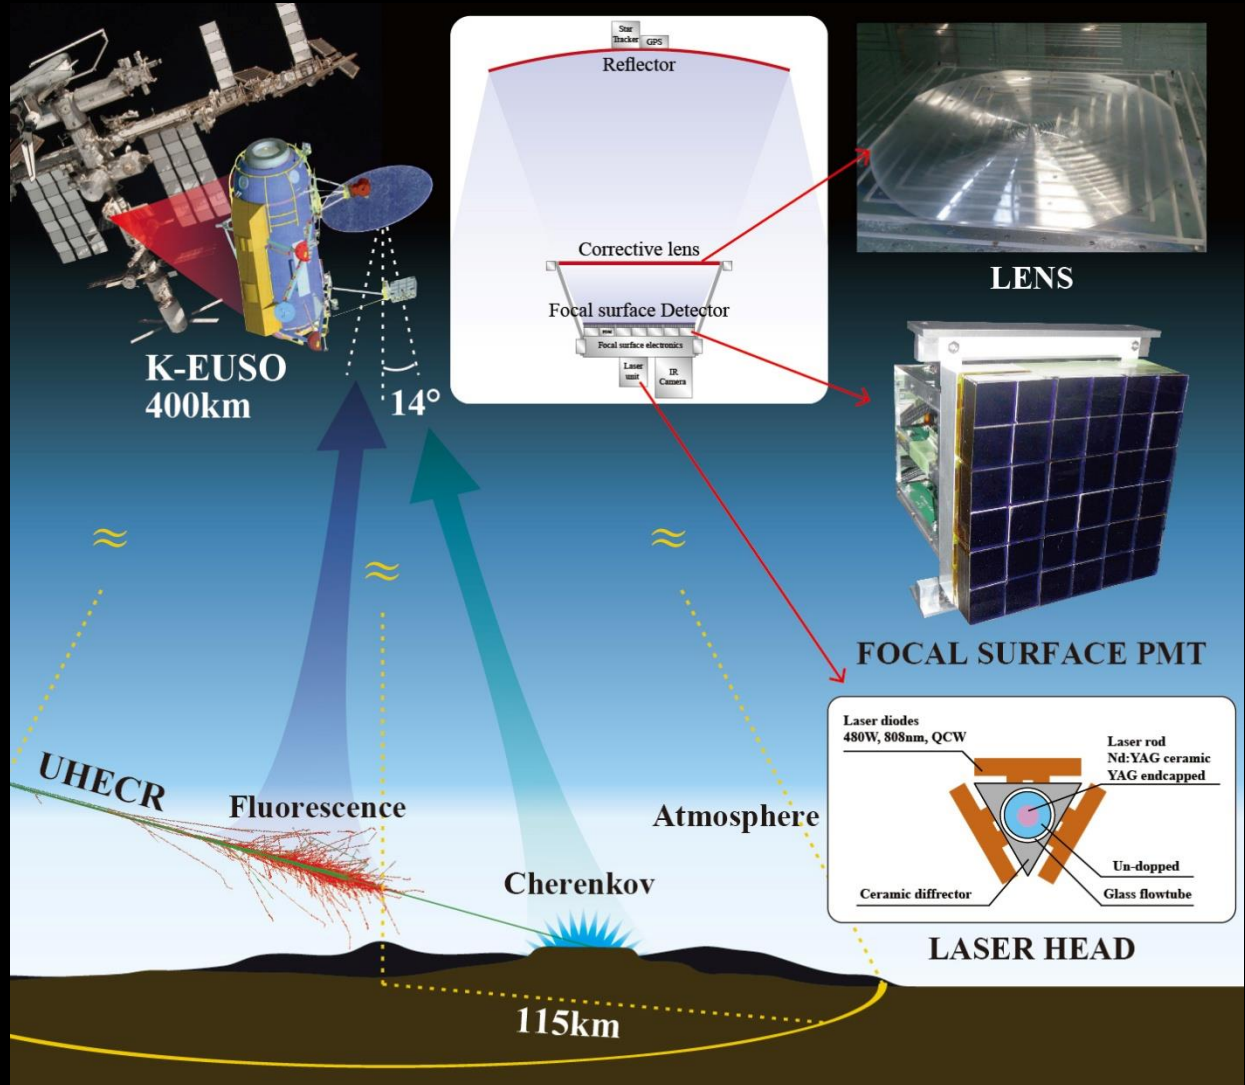 Star
Tracker
GPS
Reflector
Corrective lens
Focal surface Detector
Focal surface electronics
Laser
unit
IR
Camera
LENS
K-EUSO
400km
14°
FOCAL SURFACE PMT
Laser diodes
480W, 808nm, QCW
Laser rod
Nd:YAG ceramic
YAG endcapped
Un-dopped
Glass flowtube
Ceramic diffrector
LASER HEAD
UHECR
Fluorescence
Atmosphere
Cherenkov
115km